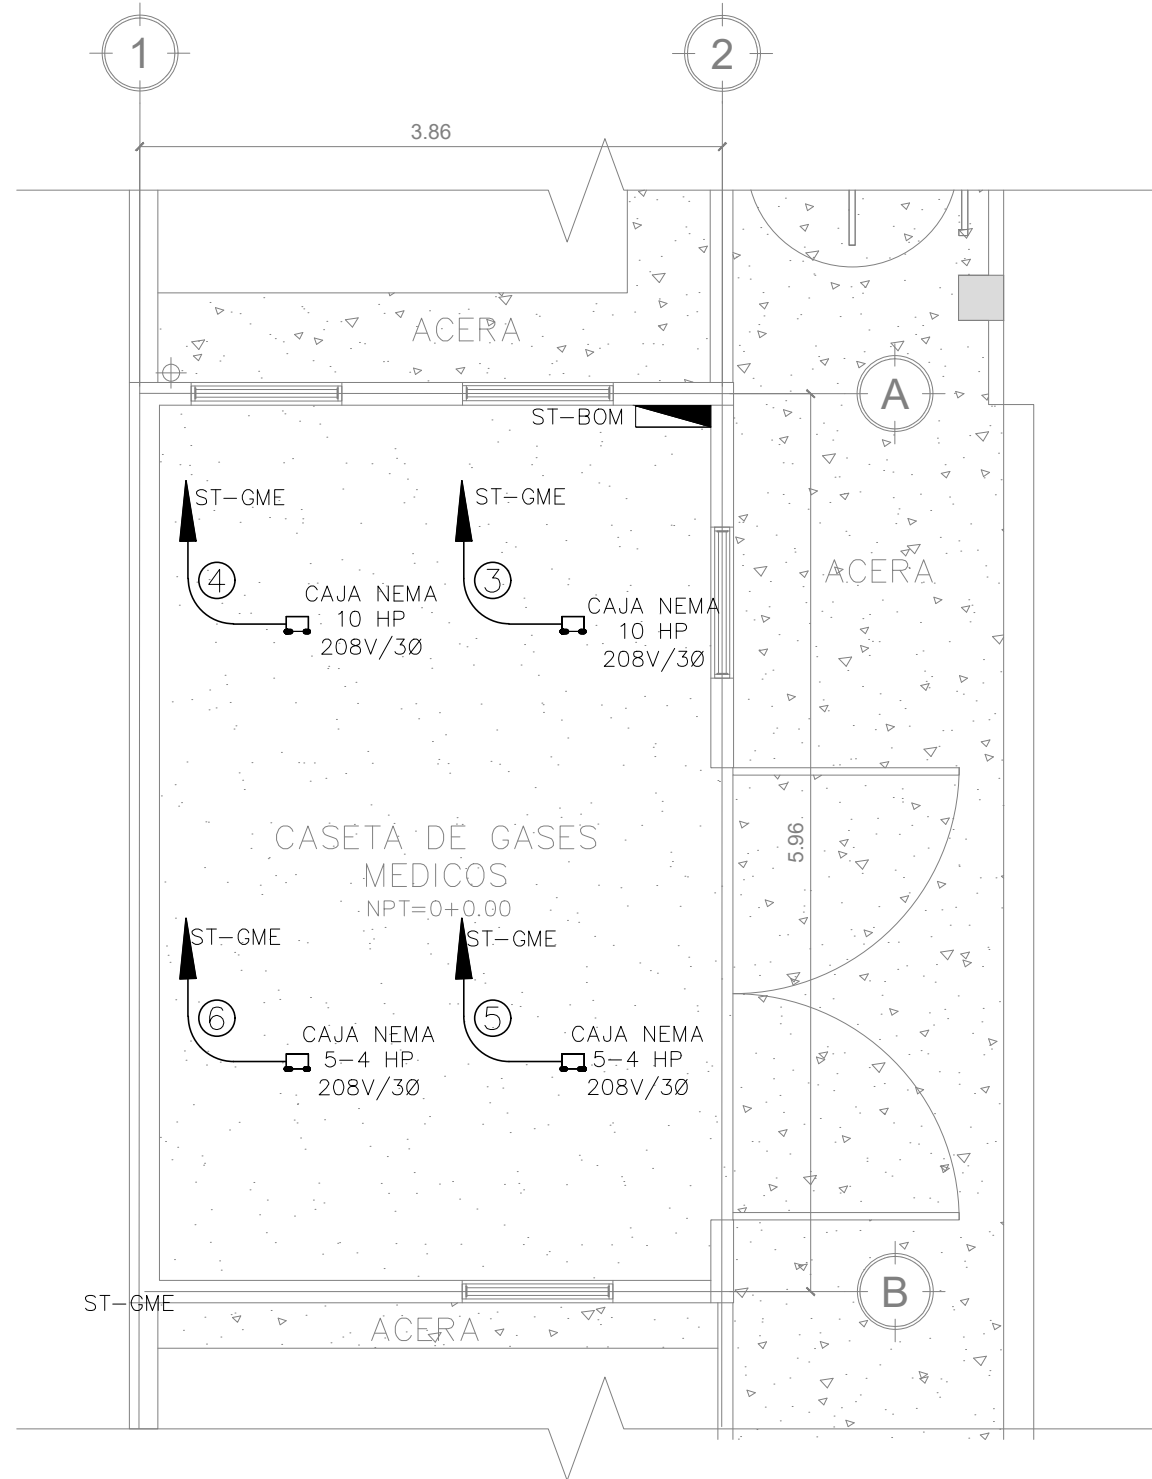 1
2
3.86
ACERA
A
ST-BOM
ST-GME
ST-GME
4
3
ACERA
CAJA NEMA
10 HP
208V/3Ø
CAJA NEMA
10 HP
208V/3Ø
5.96
CASETA DE GASES
MEDICOS
NPT=0+0.00
ST-GME
ST-GME
6
5
CAJA NEMA
5-4 HP
208V/3Ø
CAJA NEMA
5-4 HP
208V/3Ø
B
ST-GME
ACERA